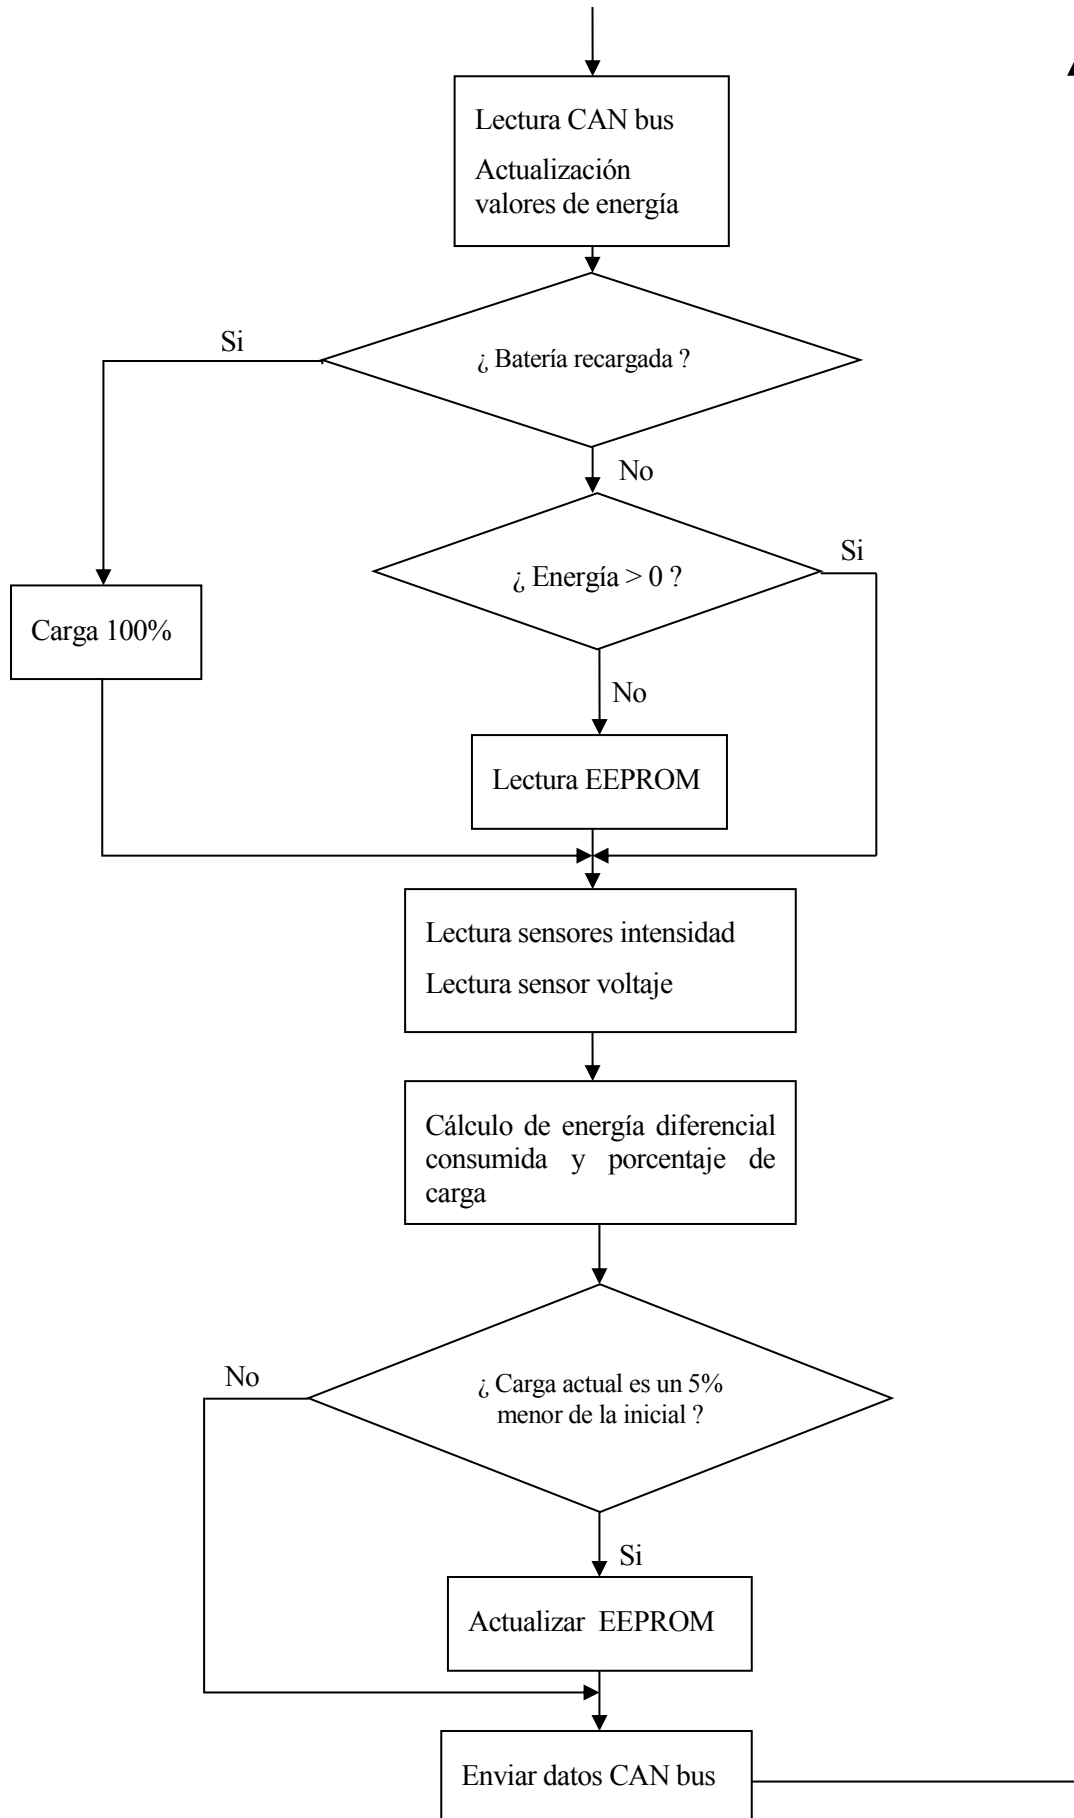 Lectura CAN bus
Actualización
valores de energía
Si
¿ Batería recargada ?
No
Si
¿ Energía > 0 ?
Carga 100%
No
Lectura EEPROM
Lectura sensores intensidad
Lectura sensor voltaje
Cálculo de energía diferencial
consumida y porcentaje de
carga
No
¿ Carga actual es un 5%
menor de la inicial ?
Si
Actualizar EEPROM
Enviar datos CAN bus